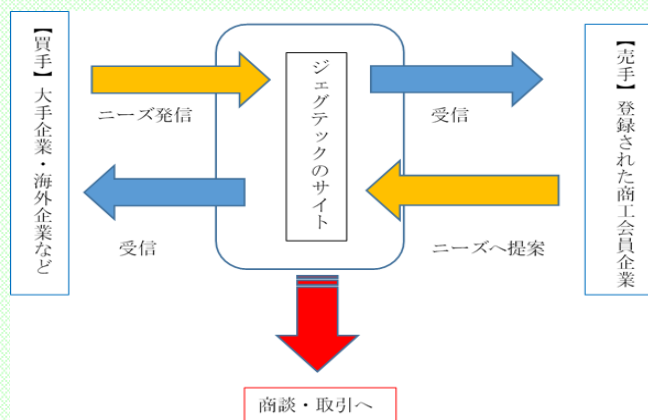 【買手】大手企業・海外企業など
ニーズ発信
受信
ジェグテックのサイト
受信
ニーズへ提案
【売手】登録された商工会員企業
商談・取引へ